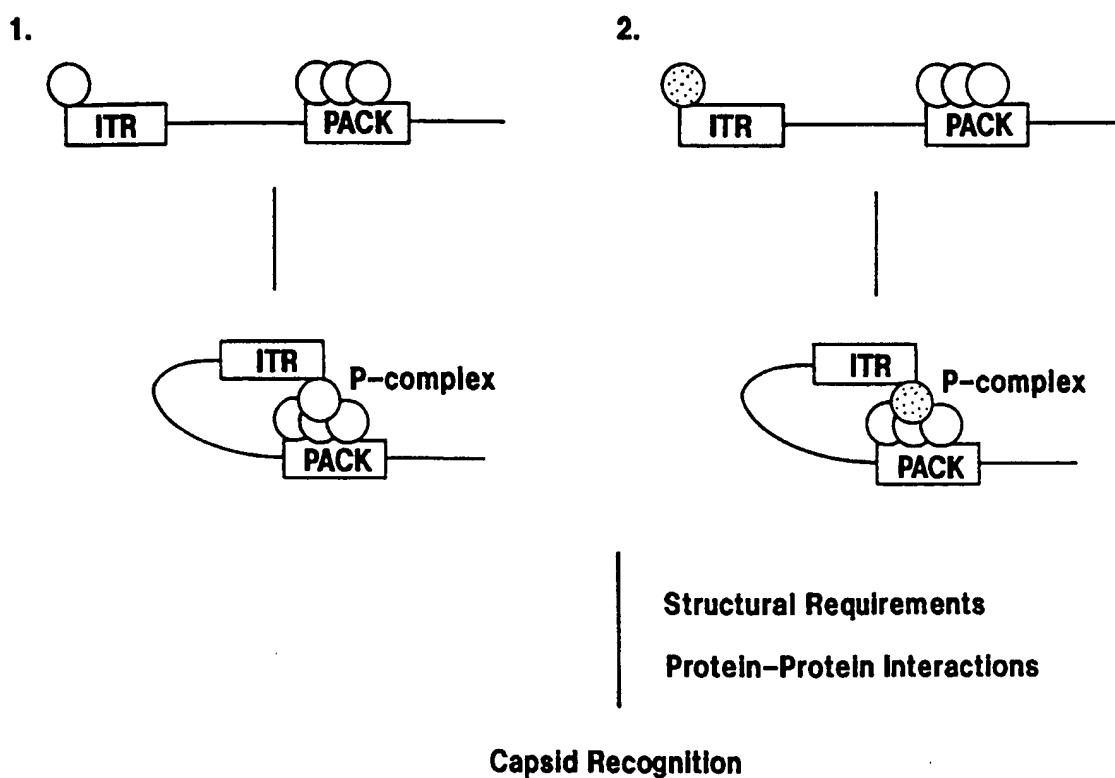 1.
ITR
PACK
ITR
P-complex
PACK
2.
ITR
PACK
ITR
P-complex
PACK
Structural Requirements
Protein-Protein Interactions
Capsid Recognition